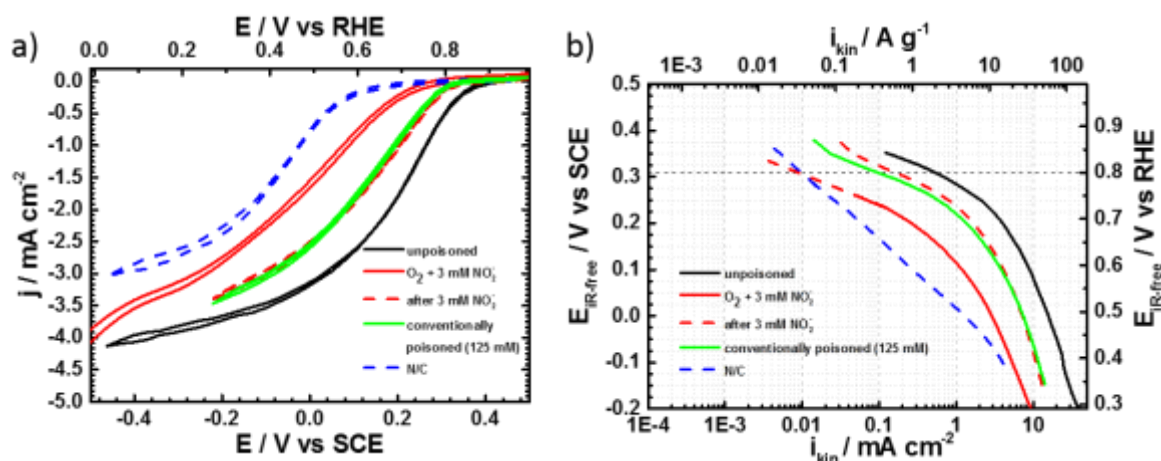 a)
E / V vs RHE
0.0 0.2 0.4 0.6 0.8
j / mA cm⁻²
0.0
-0.5
-1.0
-1.5
-2.0
-2.5
-3.0
-3.5
-4.0
-4.5
-5.0
unpoisoned
O₂ + 3 mM NO₂⁻
after 3 mM NO₂⁻
conventionally
poisoned (125 mM)
N/C
-0.4 -0.2 0.0 0.2 0.4
E / V vs SCE
b)
i_kin / A g⁻¹
1E-3 0.01 0.1 1 10 100
E_iR-free / V vs SCE
0.5
0.4
0.3
0.2
0.1
0.0
-0.1
-0.2
unpoisoned
O₂ + 3 mM NO₂⁻
after 3 mM NO₂⁻
conventionally poisoned (125 mM)
N/C
0.9
0.8
0.7
0.6
0.5
0.4
0.3
E_iR-free / V vs RHE
1E-4 1E-3 0.01 0.1 1 10
i_kin / mA cm⁻²